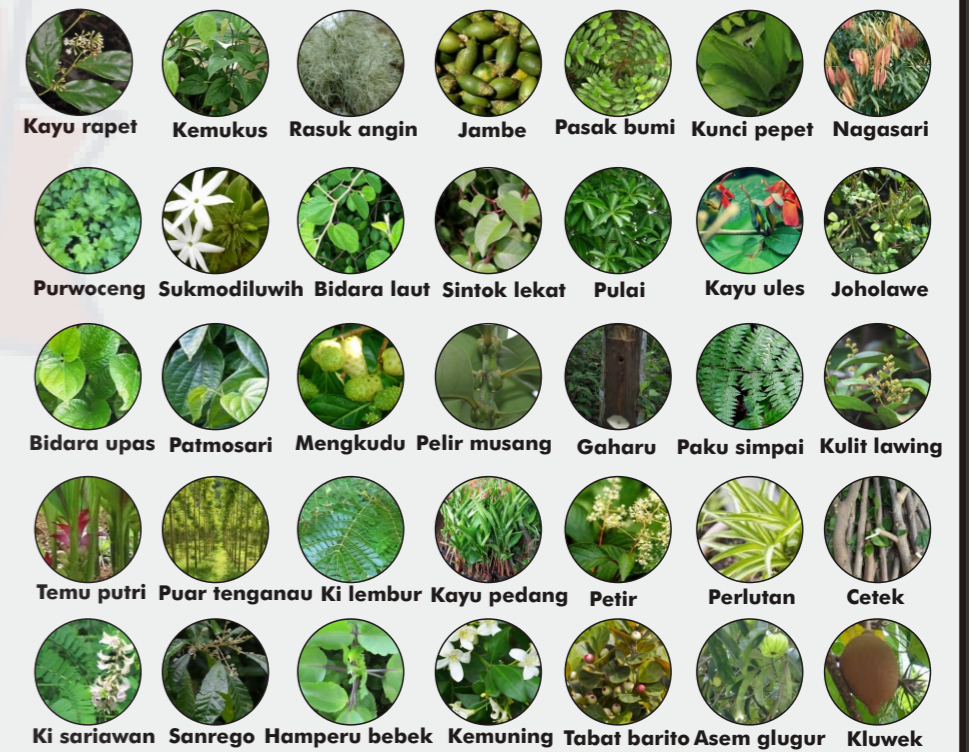 Kayu rapet Kemukus Rasuk angin Jambe Pasak bumi Kunci pepet Nagasari
Purwoceng Sukmodiluwih Bidara laut Sintok lekat Pulai Kayu ules Joholawe
Bidara upas Patmosari Mengkudu Pelir musang Gaharu Paku simpai Kulit lawing
Temu putri Puar tenganau Ki lembur Kayu pedang Petir Perlutan Cetek
Ki sariawan Sanrego Hamperu bebek Kemuning Tabat barito Asem glugur Kluwek